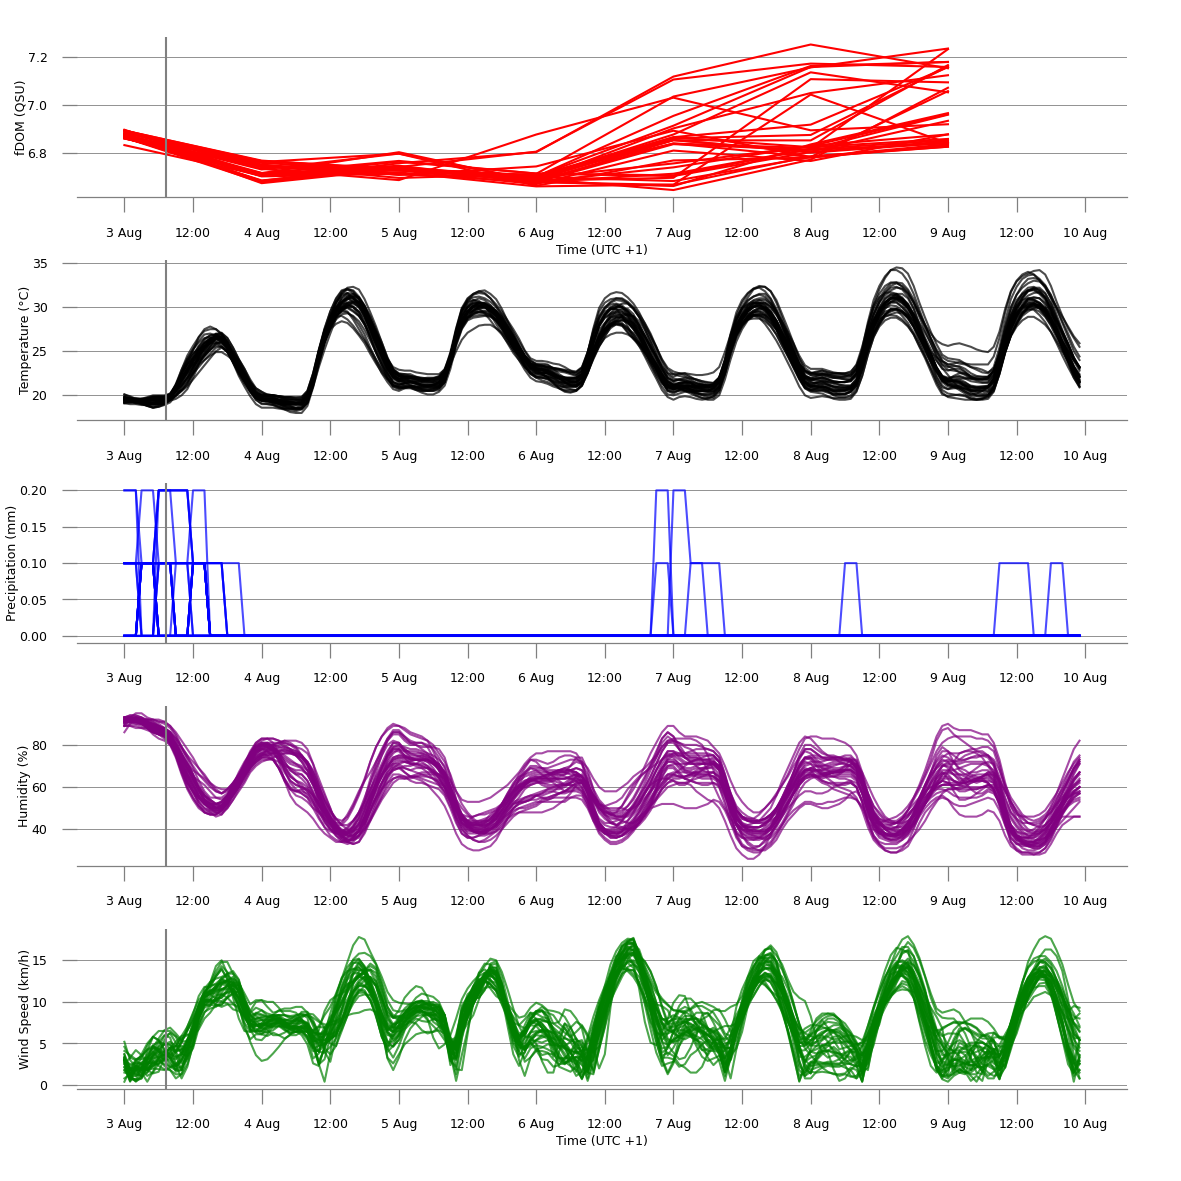 fDOM (QSU)
7.2
7.0
6.8
3 Aug 12:00 4 Aug 12:00 5 Aug 12:00 6 Aug 12:00 7 Aug 12:00 8 Aug 12:00 9 Aug 12:00 10 Aug
Time (UTC +1)
Temperature (°C)
35
30
25
20
3 Aug 12:00 4 Aug 12:00 5 Aug 12:00 6 Aug 12:00 7 Aug 12:00 8 Aug 12:00 9 Aug 12:00 10 Aug
Precipitation (mm)
0.20
0.15
0.10
0.05
0.00
3 Aug 12:00 4 Aug 12:00 5 Aug 12:00 6 Aug 12:00 7 Aug 12:00 8 Aug 12:00 9 Aug 12:00 10 Aug
Humidity (%)
80
60
40
3 Aug 12:00 4 Aug 12:00 5 Aug 12:00 6 Aug 12:00 7 Aug 12:00 8 Aug 12:00 9 Aug 12:00 10 Aug
Wind Speed (km/h)
15
10
5
0
3 Aug 12:00 4 Aug 12:00 5 Aug 12:00 6 Aug 12:00 7 Aug 12:00 8 Aug 12:00 9 Aug 12:00 10 Aug
Time (UTC +1)